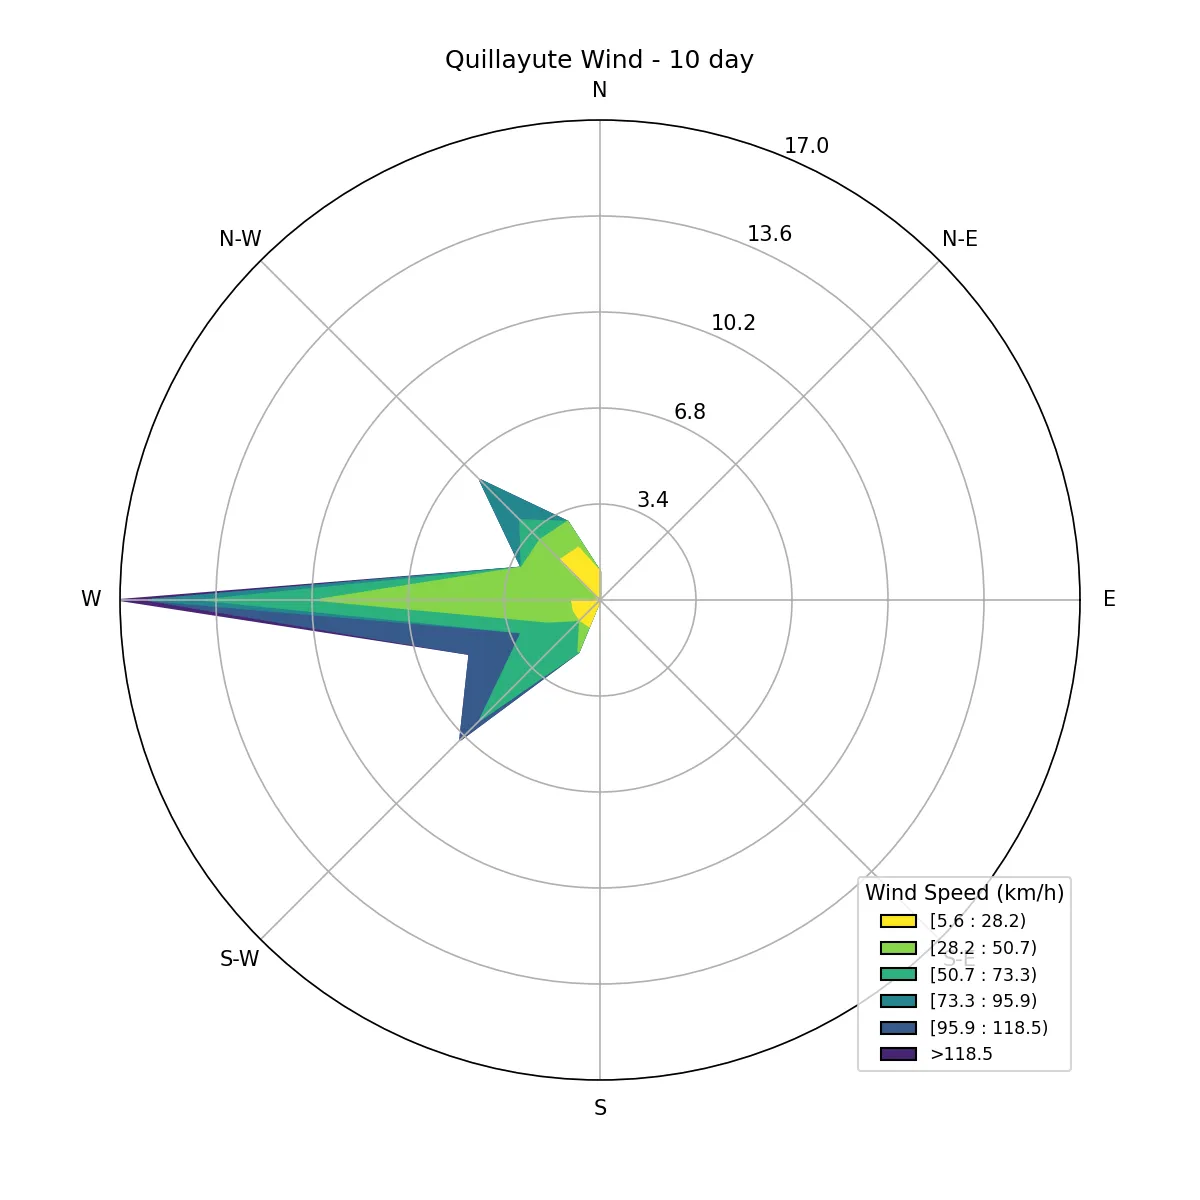 Quillayute Wind - 10 day
N
17.0
13.6
N-W
N-E
10.2
6.8
3.4
W
E
S-W
S-E
Wind Speed (km/h)
[5.6 : 28.2)
[28.2 : 50.7)
[50.7 : 73.3)
[73.3 : 95.9)
[95.9 : 118.5)
>118.5
S